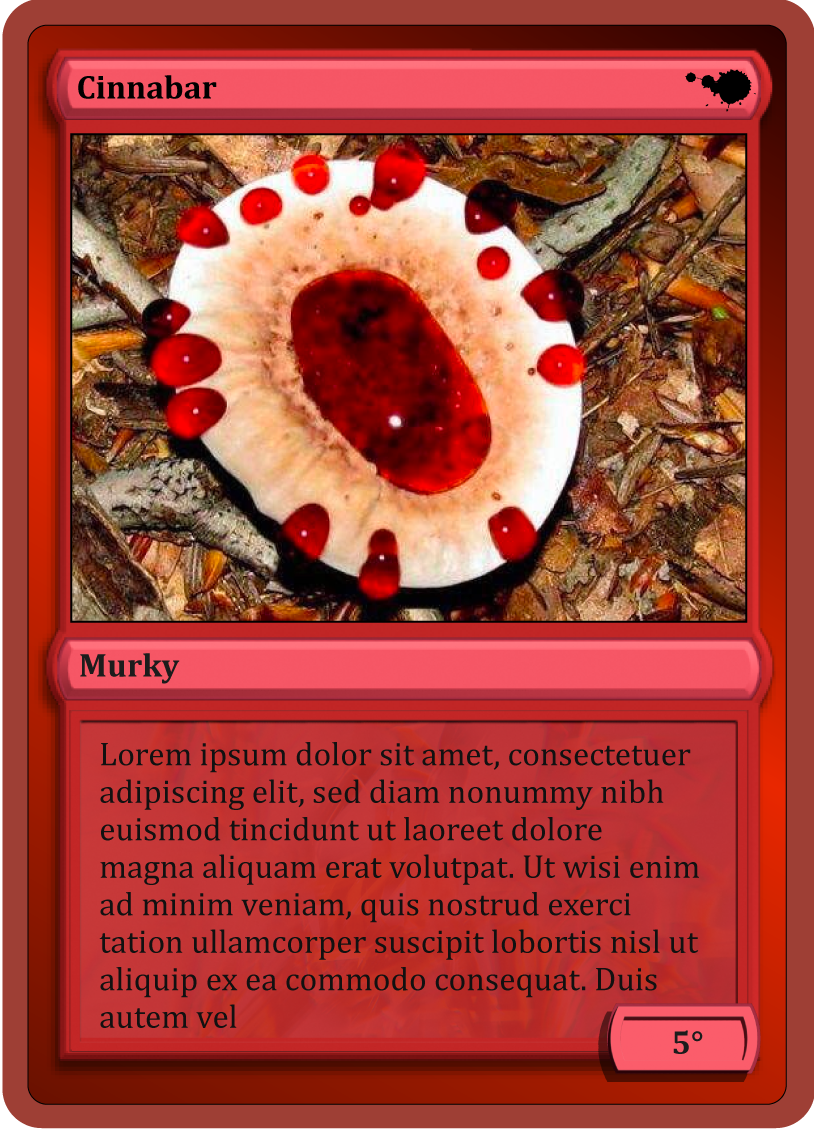 Cinnabar
Murky
Lorem ipsum dolor sit amet, consectetuer
adipiscing elit, sed diam nonummy nibh
euismod tincidunt ut laoreet dolore
magna aliquam erat volutpat. Ut wisi enim
ad minim veniam, quis nostrud exerci
tation ullamcorper suscipit lobortis nisl ut
aliquip ex ea commodo consequat. Duis
autem vel
5°